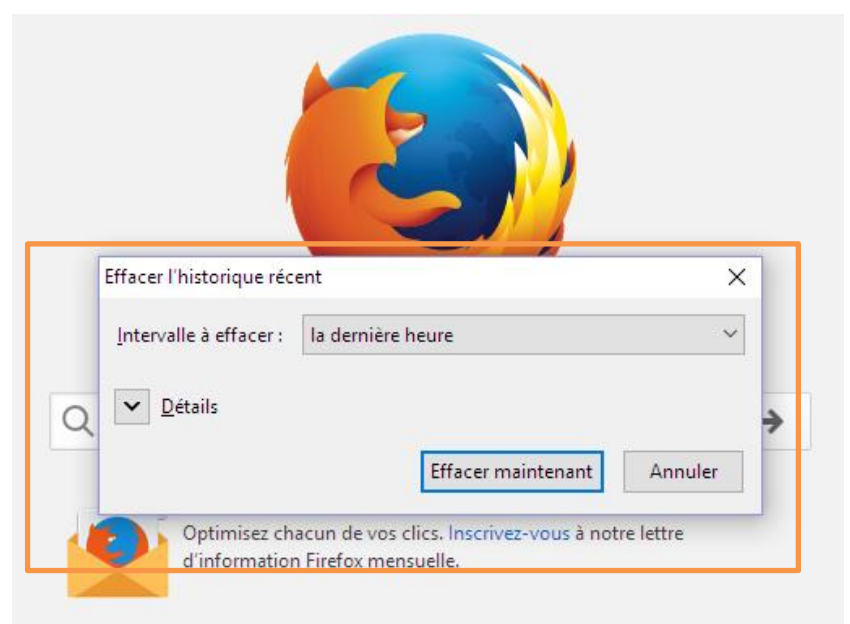 Effacer l'historique récent
Intervalle à effacer : la dernière heure
Détails
Effacer maintenant Annuler
Optimisez chacun de vos clics. Inscrivez-vous à notre lettre
d'information Firefox mensuelle.